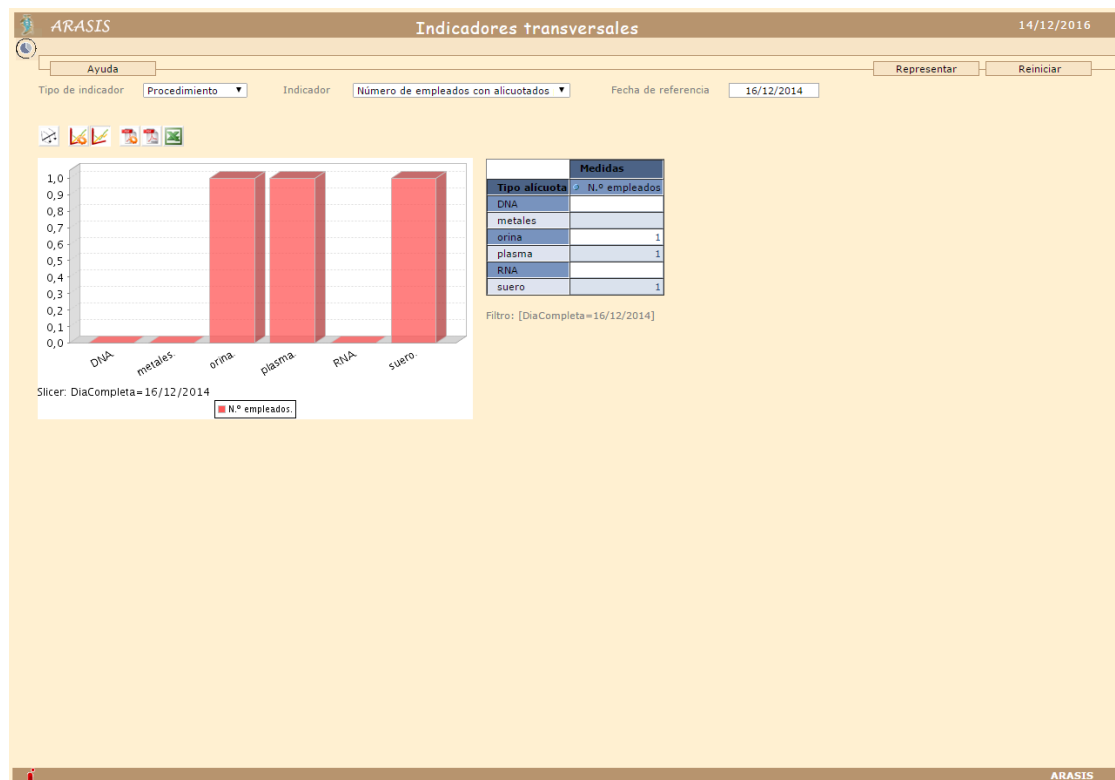 ARASIS Indicadores transversales 14/12/2016
Ayuda Representar Reiniciar
Tipo de indicador Procedimiento Indicador Número de empleados con alicuotados Fecha de referencia 16/12/2014
1,0
0,9
0,8
0,7
0,6
0,5
0,4
0,3
0,2
0,1
0,0
DNA. metales. orina. plasma. RNA. suero.
Slicer: DiaCompleta=16/12/2014
N.º empleados.
Medidas
Tipo alícuota N.º empleados
DNA
metales
orina 1
plasma 1
RNA
suero 1
Filtro: [DiaCompleta=16/12/2014]
ARASIS